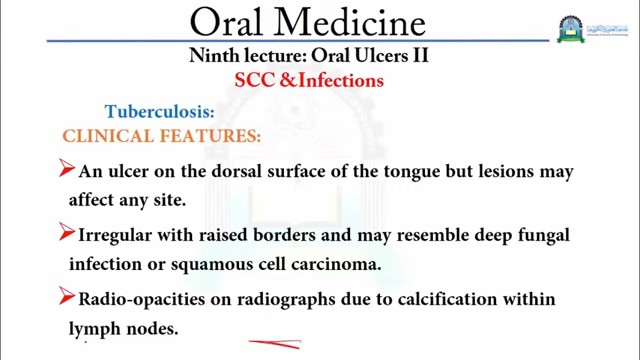 Oral Medicine
Ninth lecture: Oral Ulcers II
SCC &Infections
Tuberculosis:
CLINICAL FEATURES:
An ulcer on the dorsal surface of the tongue but lesions may
affect any site.
Irregular with raised borders and may resemble deep fungal
infection or squamous cell carcinoma.
Radio-opacities on radiographs due to calcification within
lymph nodes.